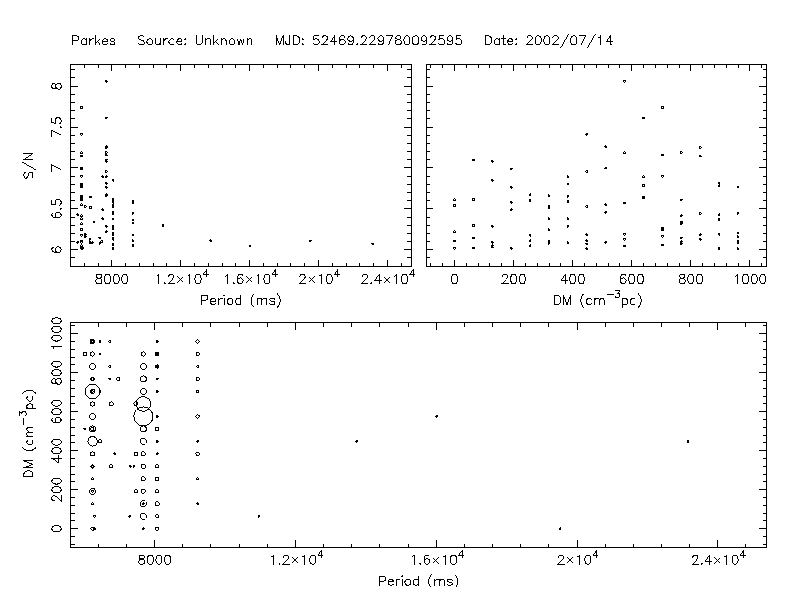 Parkes Source: Unknown MJD: 52469.229780092595 Date: 2002/07/14
S/N
8
7.5
7
6.5
6
8000 1.2×10⁴ 1.6×10⁴ 2×10⁴ 2.4×10⁴
Period (ms)
0 200 400 600 800 1000
DM (cm⁻³pc)
DM (cm⁻³pc)
1000
800
600
400
200
0
8000 1.2×10⁴ 1.6×10⁴ 2×10⁴ 2.4×10⁴
Period (ms)